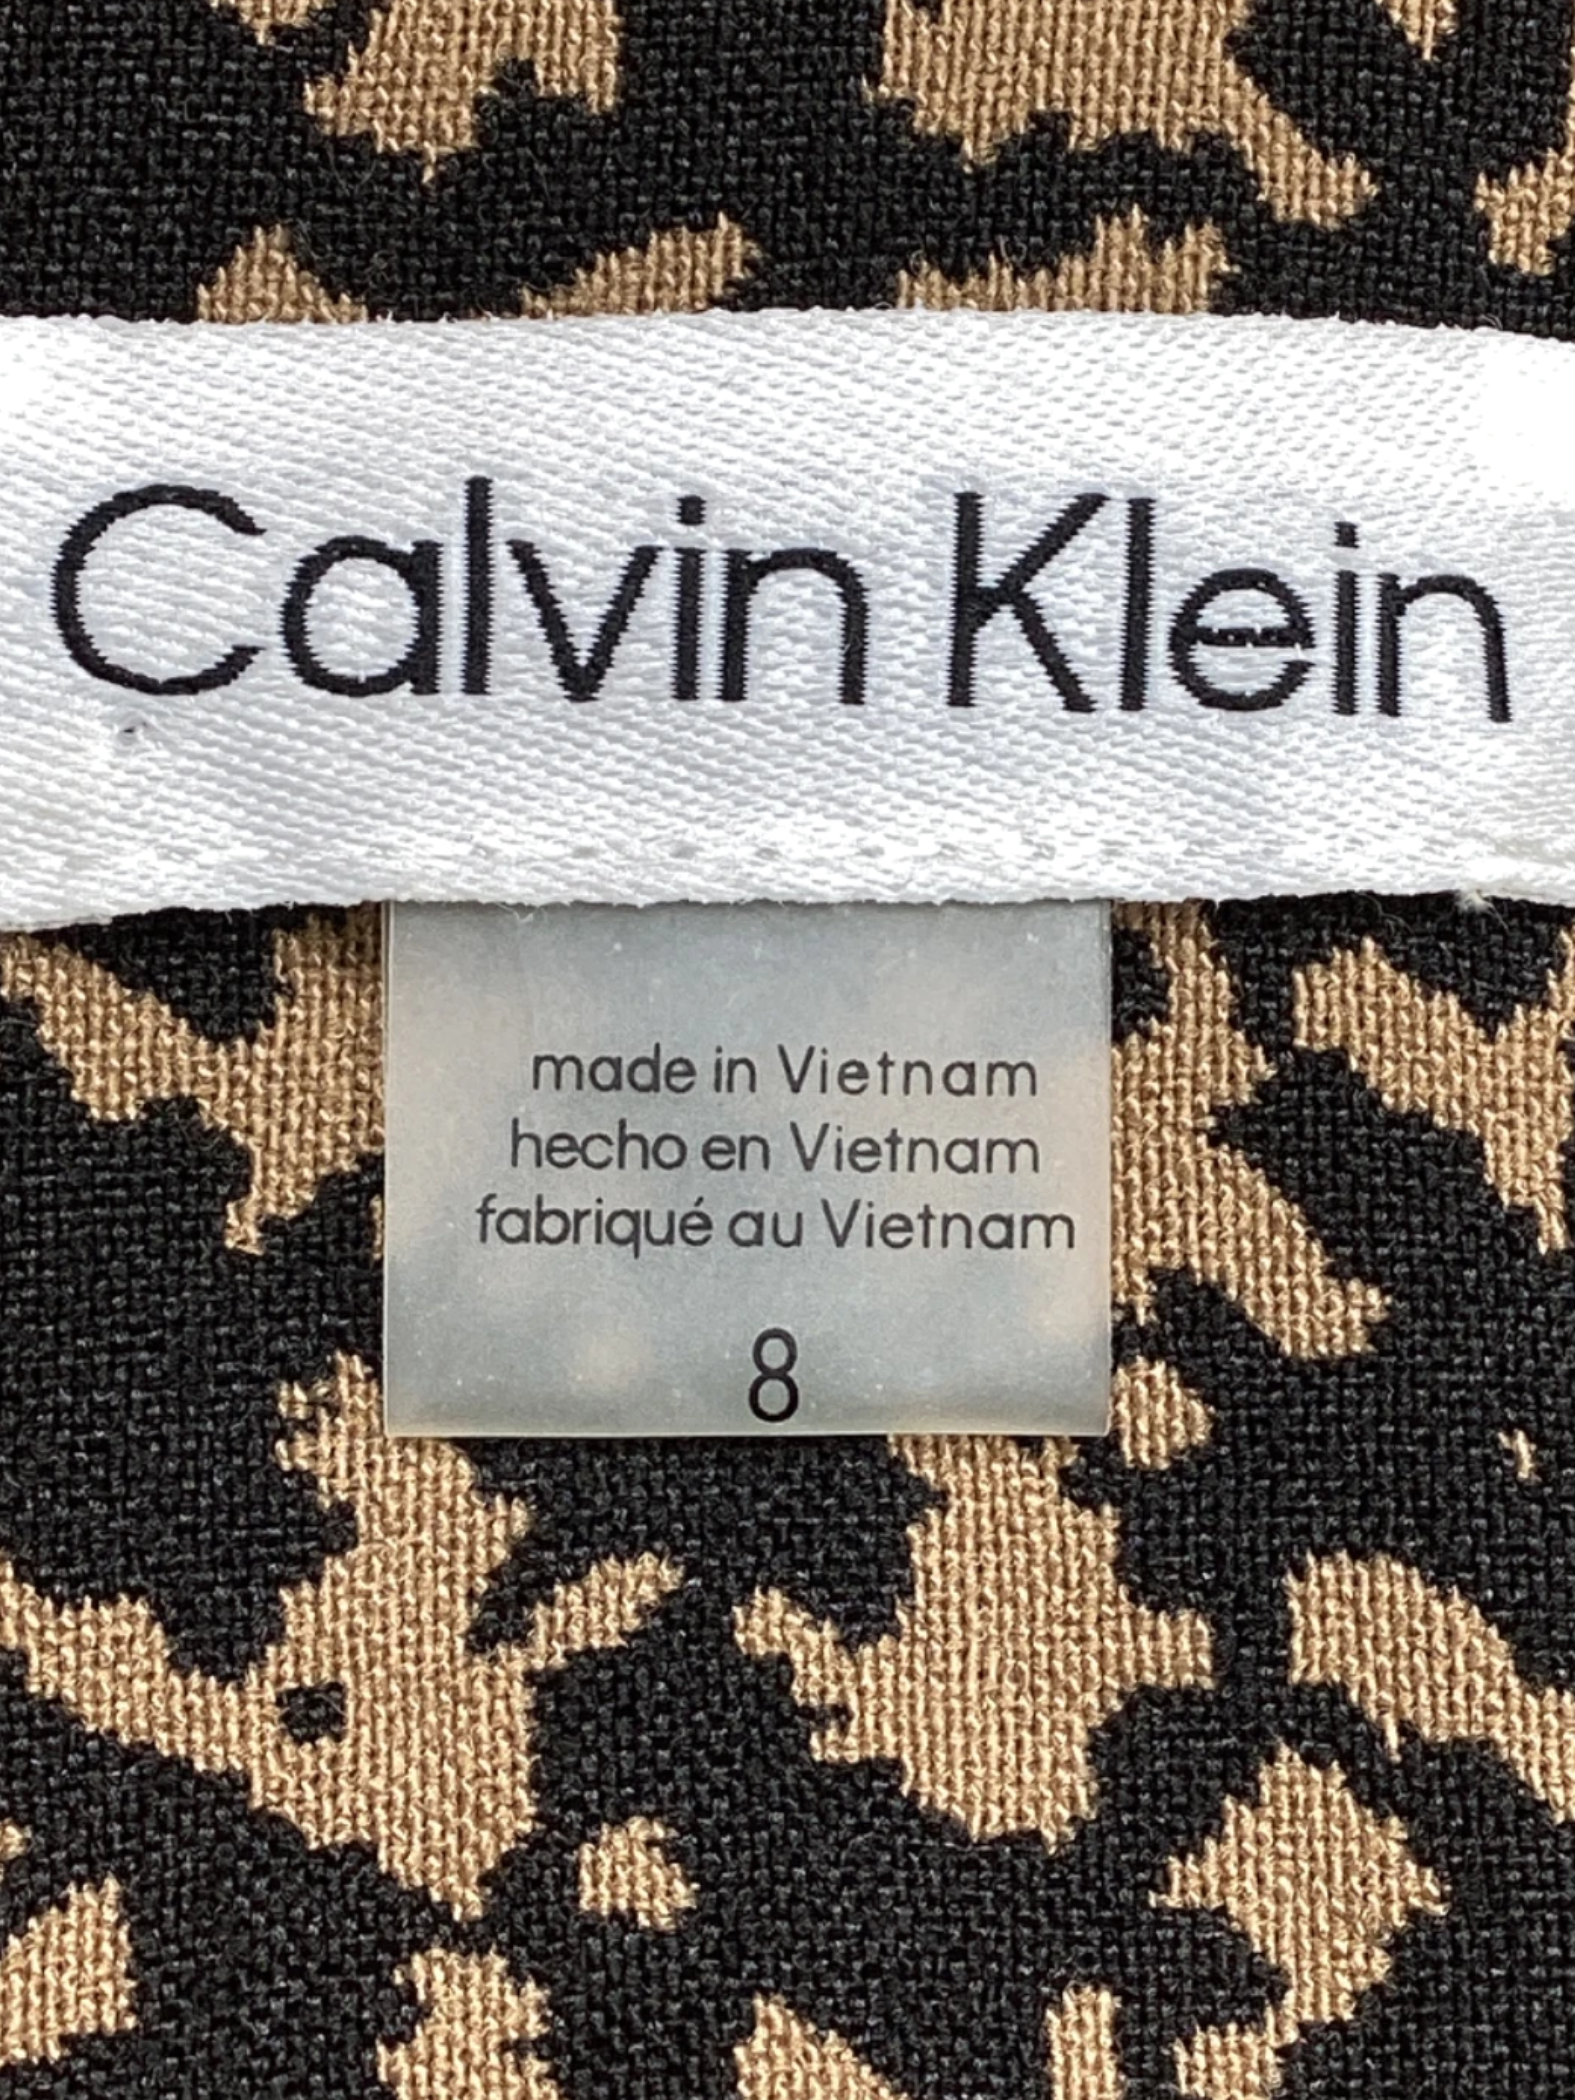 Calvin Klein
made in Vietnam
hecho en Vietnam
fabriqué au Vietnam
8